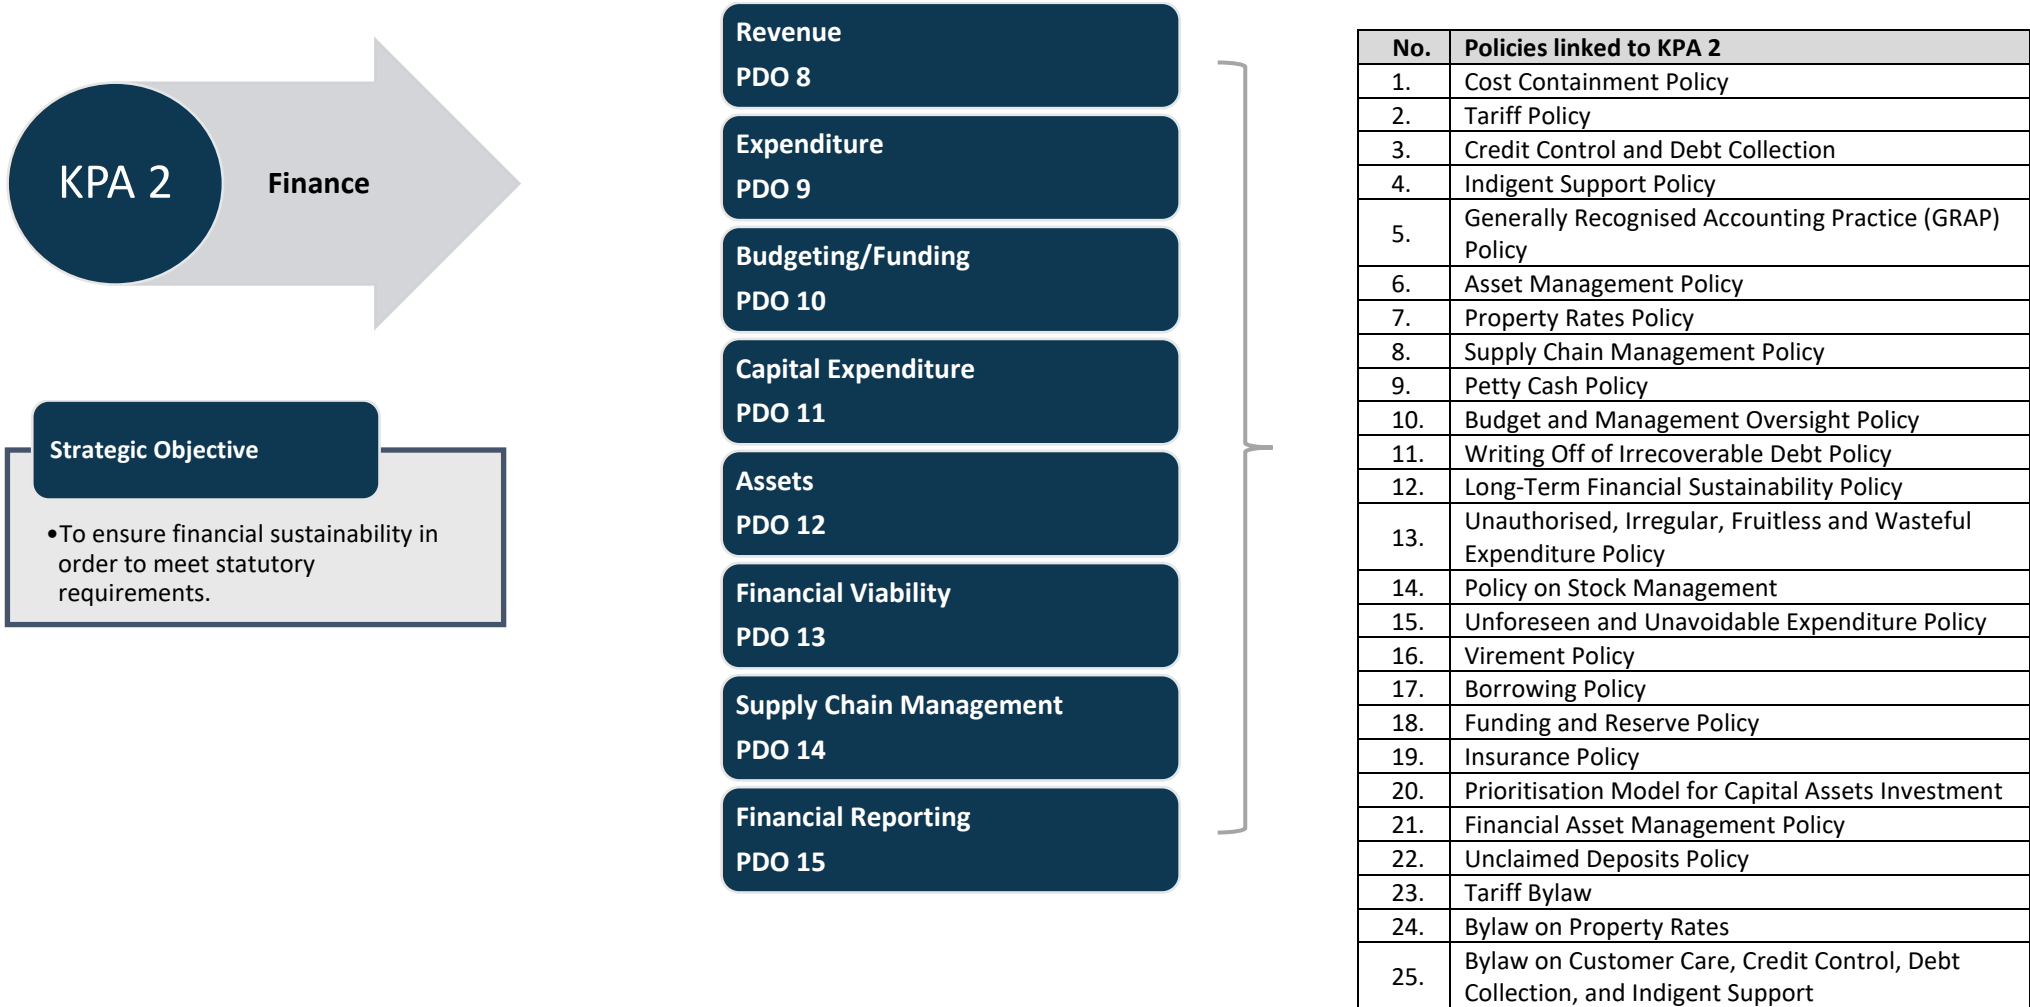 KPA 2
Finance
Strategic Objective
•To ensure financial sustainability in
order to meet statutory
requirements.
Revenue
PDO 8
Expenditure
PDO 9
Budgeting/Funding
PDO 10
Capital Expenditure
PDO 11
Assets
PDO 12
Financial Viability
PDO 13
Supply Chain Management
PDO 14
Financial Reporting
PDO 15
No. Policies linked to KPA 2
1. Cost Containment Policy
2. Tariff Policy
3. Credit Control and Debt Collection
4. Indigent Support Policy
5. Generally Recognised Accounting Practice (GRAP)
Policy
6. Asset Management Policy
7. Property Rates Policy
8. Supply Chain Management Policy
9. Petty Cash Policy
10. Budget and Management Oversight Policy
11. Writing Off of Irrecoverable Debt Policy
12. Long-Term Financial Sustainability Policy
13. Unauthorised, Irregular, Fruitless and Wasteful
Expenditure Policy
14. Policy on Stock Management
15. Unforeseen and Unavoidable Expenditure Policy
16. Virement Policy
17. Borrowing Policy
18. Funding and Reserve Policy
19. Insurance Policy
20. Prioritisation Model for Capital Assets Investment
21. Financial Asset Management Policy
22. Unclaimed Deposits Policy
23. Tariff Bylaw
24. Bylaw on Property Rates
25. Bylaw on Customer Care, Credit Control, Debt
Collection, and Indigent Support